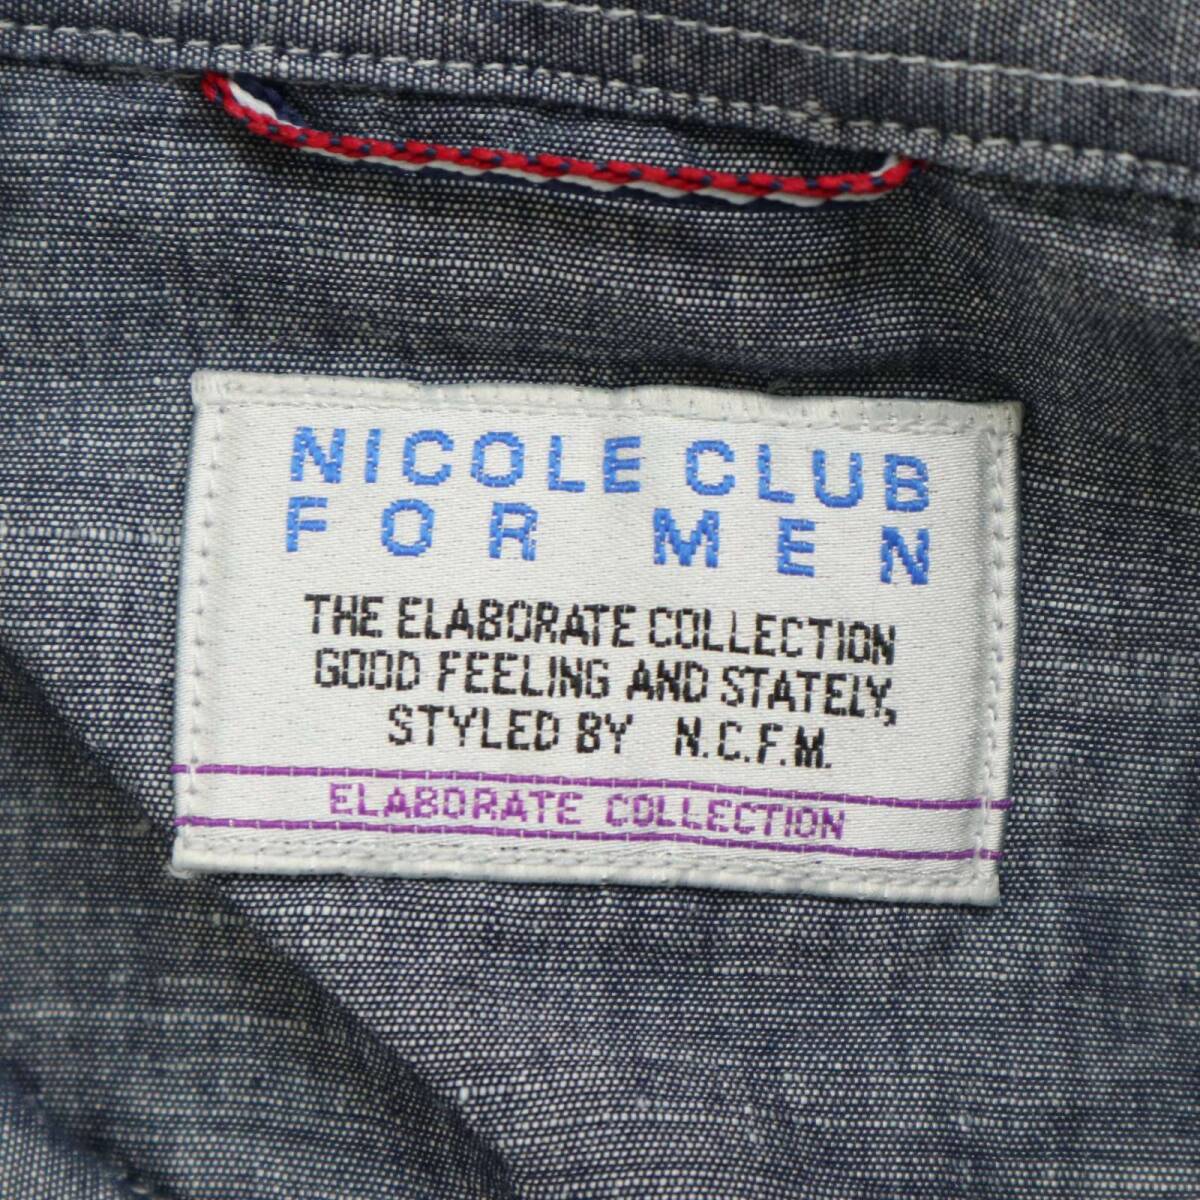 NICOLE CLUB
FOR MEN
THE ELABORATE COLLECTION
GOOD FEELING AND STATELY,
STYLED BY N.C.F.M.
ELABORATE COLLECTION